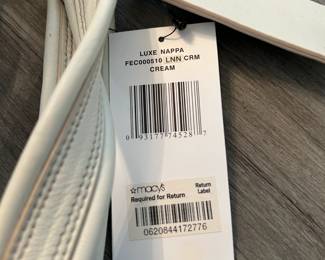 LUXE NAPPA
FEC000510 LNN CRM
CREAM
0 93177 74528 7
★macys Return
Required for Return Label
0620844172776